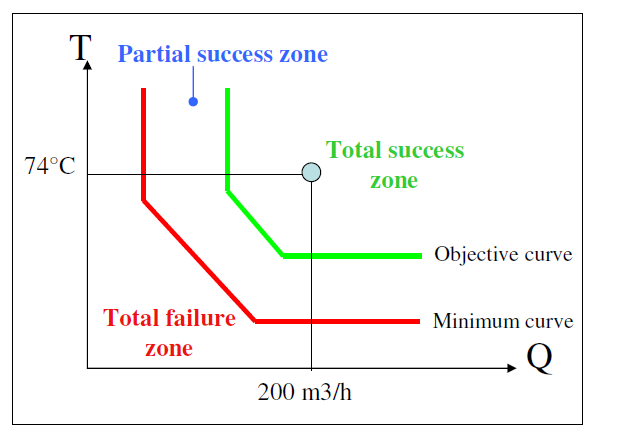 T
Partial success zone
Total success
zone
74°C
Objective curve
Total failure
zone
Minimum curve
Q
200 m3/h